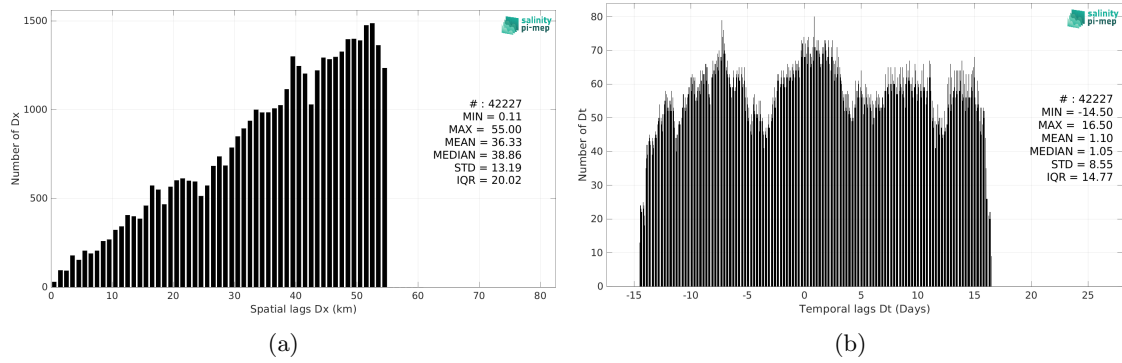 1500
1000
500
0
Number of Dx
0 10 20 30 40 50 60 70 80
Spatial lags Dx (km)
salinity
pi-mep
# : 42227
MIN = 0.11
MAX = 55.00
MEAN = 36.33
MEDIAN = 38.86
STD = 13.19
IQR = 20.02
(a)
80
70
60
50
40
30
20
10
0
Number of Dt
-15 -10 -5 0 5 10 15 20
Temporal lags Dt (Days)
salinity
pi-mep
# : 42227
MIN = -14.50
MAX = 16.50
MEAN = 1.10
MEDIAN = 1.05
STD = 8.55
IQR = 14.77
(b)